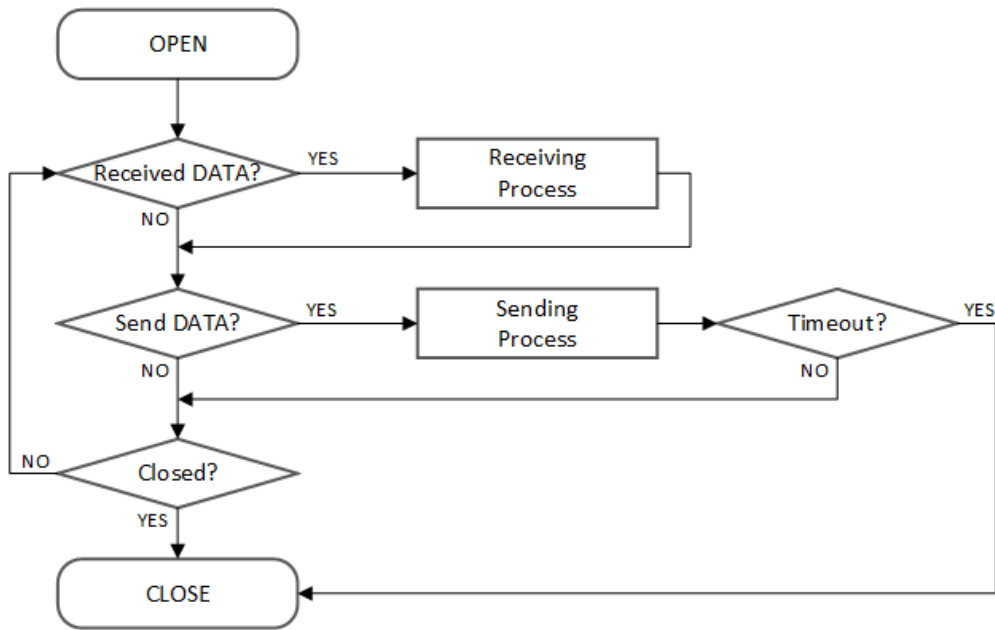 OPEN
Received DATA?
YES
Receiving
Process
NO
Send DATA?
YES
Sending
Process
Timeout?
YES
NO
NO
Closed?
NO
YES
CLOSE